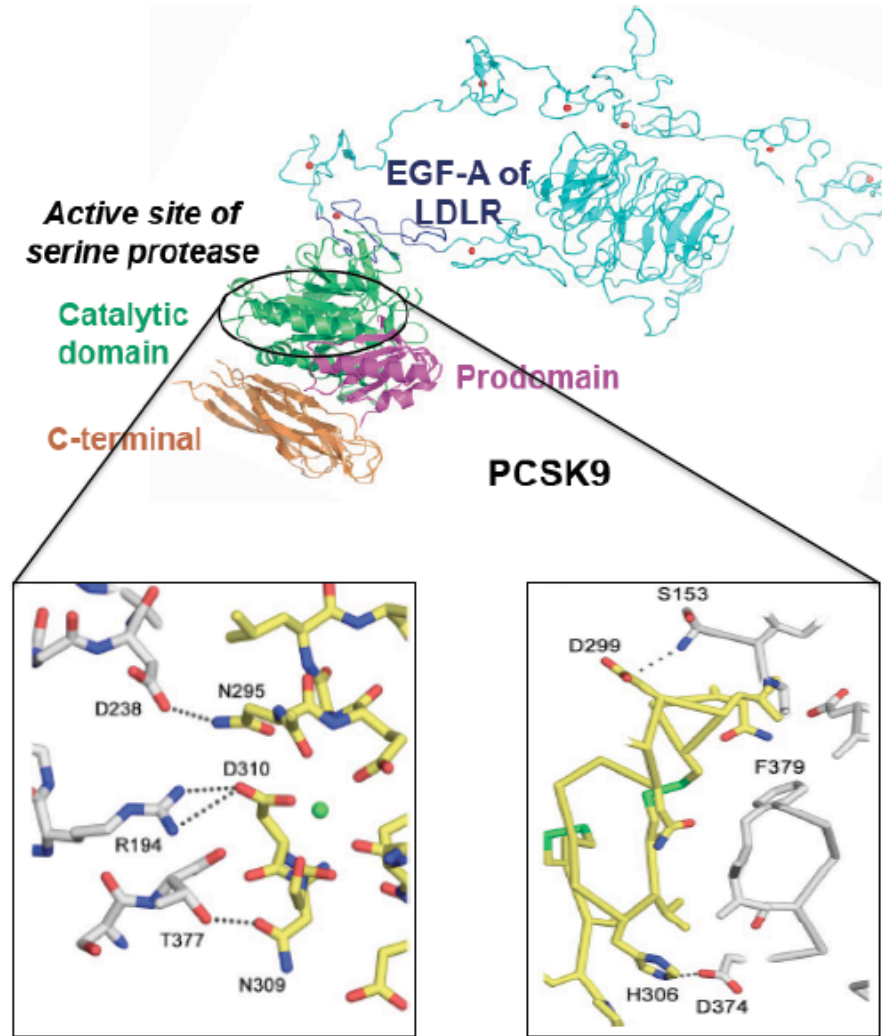 EGF-A of
LDLR
Active site of
serine protease
Catalytic
domain
Prodomain
C-terminal
PCSK9
D238
N295
D310
R194
T377
N309
S153
D299
F379
H306
D374